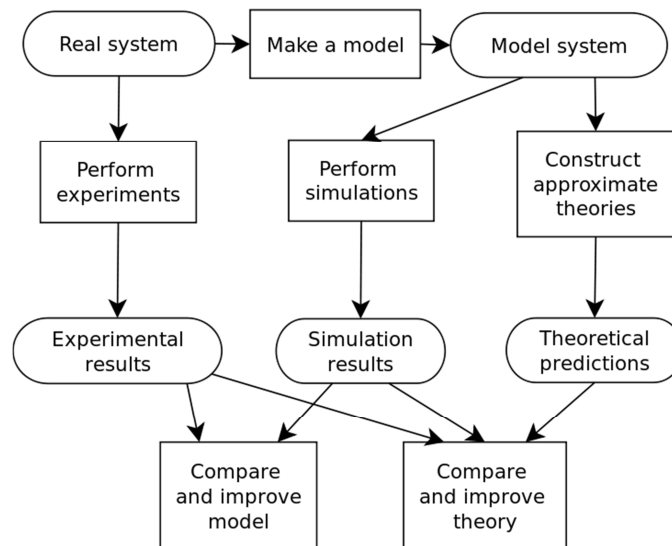 Real system
Make a model
Model system
Perform
experiments
Perform
simulations
Construct
approximate
theories
Experimental
results
Simulation
results
Theoretical
predictions
Compare
and improve
model
Compare
and improve
theory